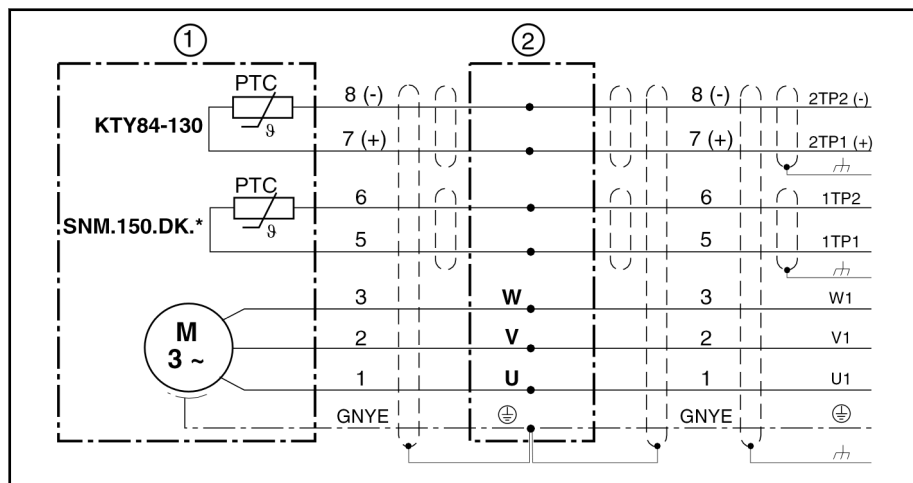 1 2
PTC 8 (-) 8 (-) 2TP2 (-)
KTY84-130
ϑ 7 (+) 7 (+) 2TP1 (+)
PTC 6 6 1TP2
SNM.150.DK.*
ϑ 5 5 1TP1
3 W 3 W1
M 2 V 2 V1
3 ~
1 U 1 U1
GNYE GNYE